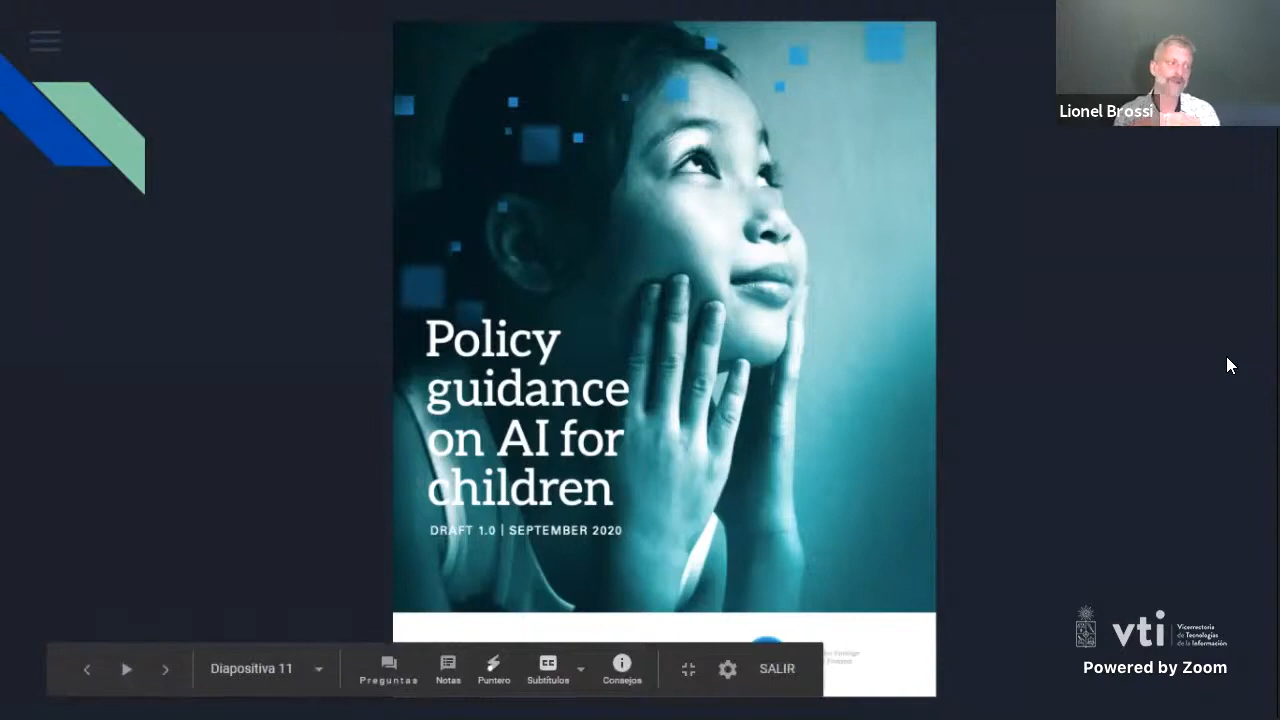 Lionel Brossi
Policy
guidance
on AI for
children
DRAFT 1.0 | SEPTEMBER 2020
vti
Vicerrectoría
de Tecnologías
de la Información
Powered by Zoom
Diapositiva 11
Preguntas
Notas
Puntero
Subtítulos
Consejos
SALIR